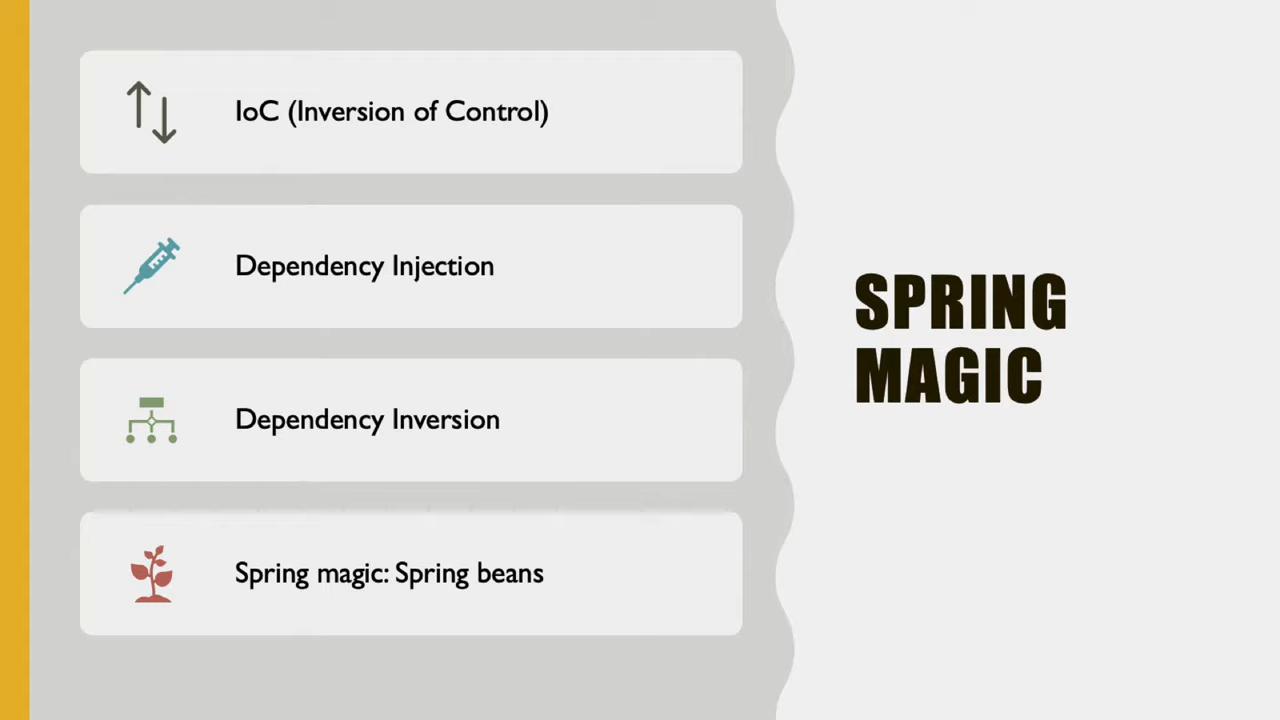 IoC (Inversion of Control)
Dependency Injection
Dependency Inversion
Spring magic: Spring beans
SPRING
MAGIC